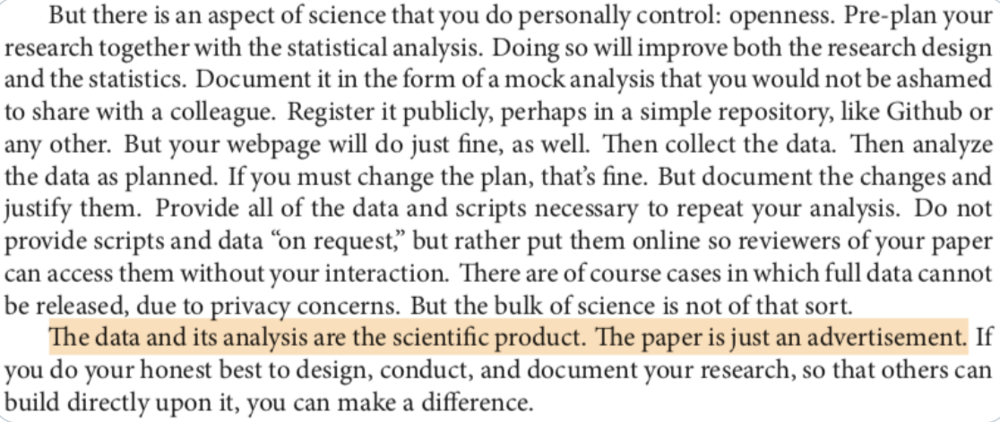 But there is an aspect of science that you do personally control: openness. Pre-plan your
research together with the statistical analysis. Doing so will improve both the research design
and the statistics. Document it in the form of a mock analysis that you would not be ashamed
to share with a colleague. Register it publicly, perhaps in a simple repository, like Github or
any other. But your webpage will do just fine, as well. Then collect the data. Then analyze
the data as planned. If you must change the plan, that’s fine. But document the changes and
justify them. Provide all of the data and scripts necessary to repeat your analysis. Do not
provide scripts and data “on request,” but rather put them online so reviewers of your paper
can access them without your interaction. There are of course cases in which full data cannot
be released, due to privacy concerns. But the bulk of science is not of that sort.
The data and its analysis are the scientific product. The paper is just an advertisement. If
you do your honest best to design, conduct, and document your research, so that others can
build directly upon it, you can make a difference.